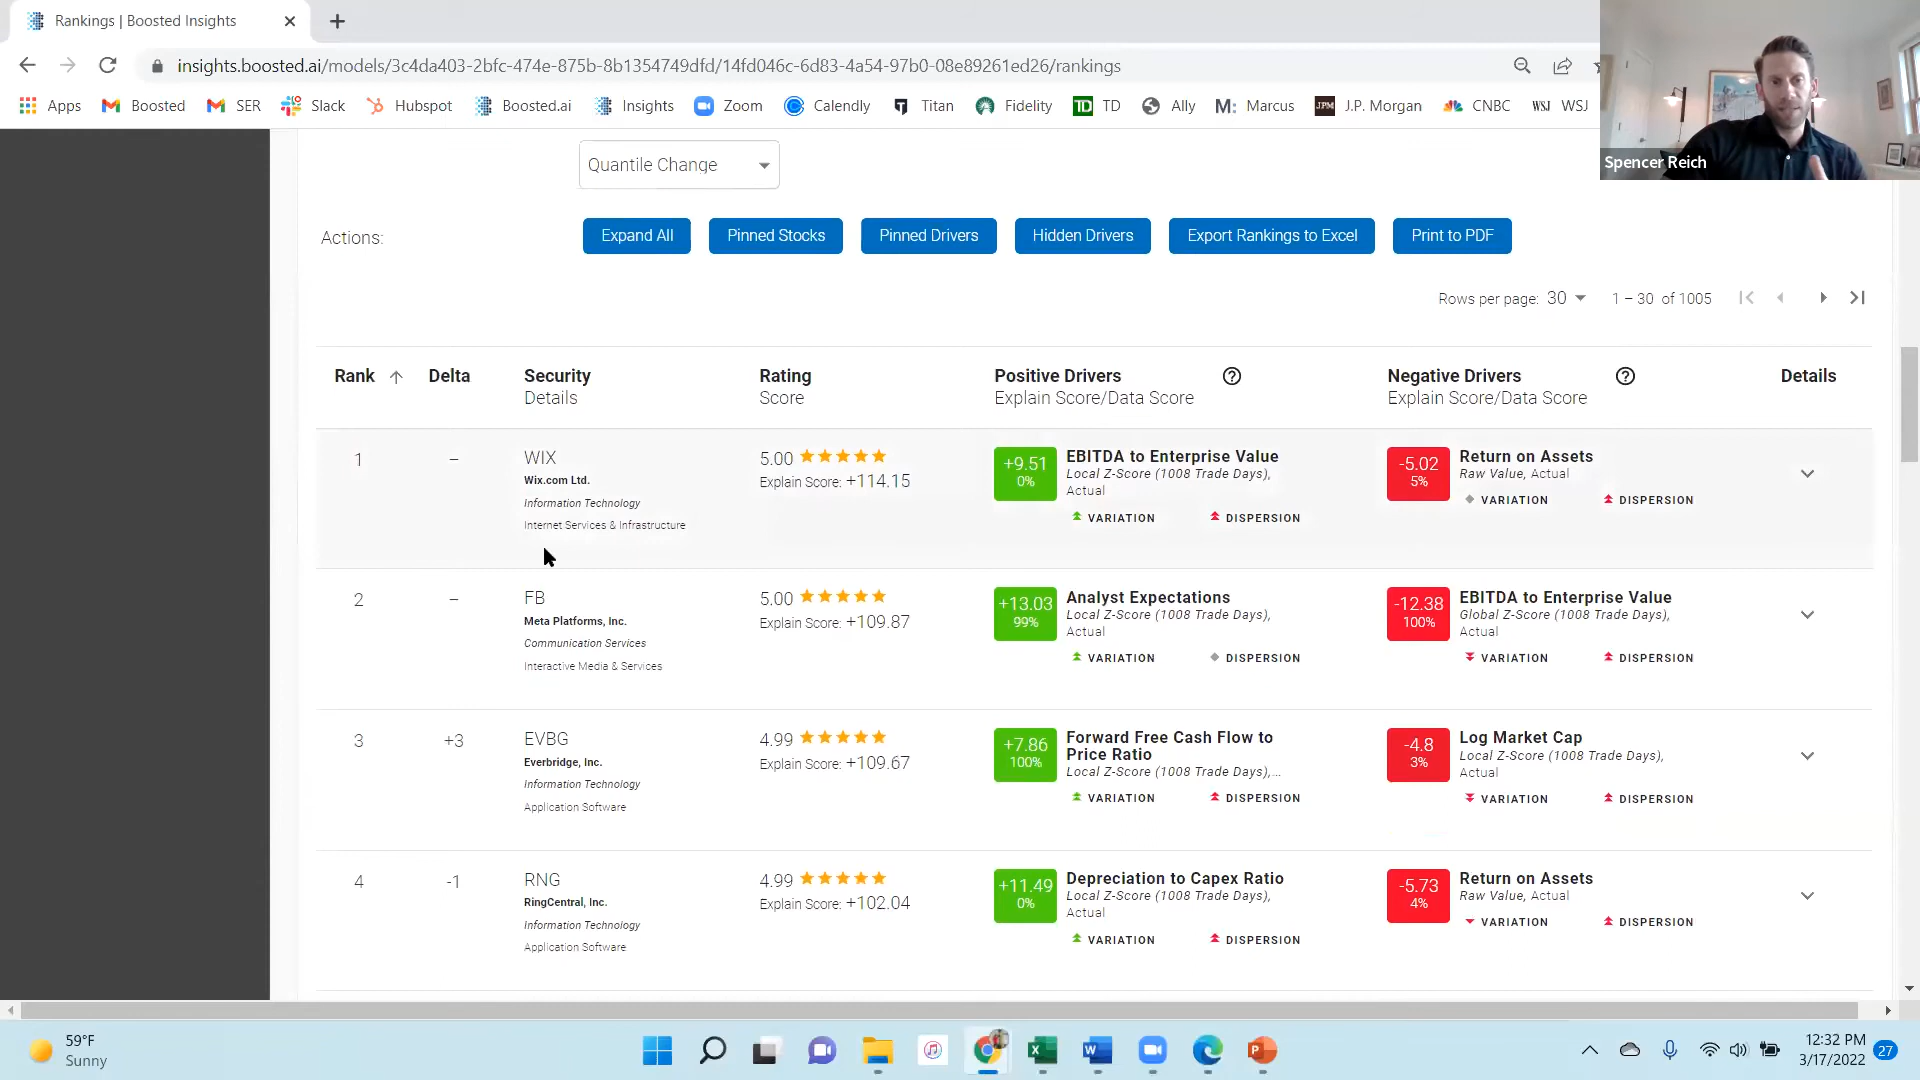 Rankings | Boosted Insights
insights.boosted.ai/models/3c4da403-2bfc-474e-875b-8b1354749dfd/14fd046c-6d83-4a54-97b0-08e89261ed26/rankings
Apps Boosted SER Slack Hubspot Boosted.ai Insights Zoom Calendly Titan Fidelity TD TD Ally M: Marcus JPM J.P. Morgan CNBC WSJ WSJ
Spencer Reich
Quantile Change
Actions: Expand All Pinned Stocks Pinned Drivers Hidden Drivers Export Rankings to Excel Print to PDF
Rows per page: 30 1 – 30 of 1005
Rank Delta Security Rating Positive Drivers ? Negative Drivers ? Details
Details Score Explain Score/Data Score Explain Score/Data Score
1 – WIX 5.00 +9.51 EBITDA to Enterprise Value -5.02 Return on Assets
Wix.com Ltd. Explain Score: +114.15 0% Local Z-Score (1008 Trade Days), 5% Raw Value, Actual
Information Technology Actual VARIATION DISPERSION
Internet Services & Infrastructure VARIATION DISPERSION
2 – FB 5.00 +13.03 Analyst Expectations -12.38 EBITDA to Enterprise Value
Meta Platforms, Inc. Explain Score: +109.87 99% Local Z-Score (1008 Trade Days), 100% Global Z-Score (1008 Trade Days),
Communication Services Actual Actual
Interactive Media & Services VARIATION DISPERSION VARIATION DISPERSION
3 +3 EVBG 4.99 +7.86 Forward Free Cash Flow to -4.8 Log Market Cap
Everbridge, Inc. Explain Score: +109.67 100% Price Ratio 3% Local Z-Score (1008 Trade Days),
Information Technology Local Z-Score (1008 Trade Days),... Actual
Application Software VARIATION DISPERSION VARIATION DISPERSION
4 -1 RNG 4.99 +11.49 Depreciation to Capex Ratio -5.73 Return on Assets
RingCentral, Inc. Explain Score: +102.04 0% Local Z-Score (1008 Trade Days), 4% Raw Value, Actual
Information Technology Actual VARIATION DISPERSION
Application Software VARIATION DISPERSION
59°F
Sunny
12:32 PM
3/17/2022 27